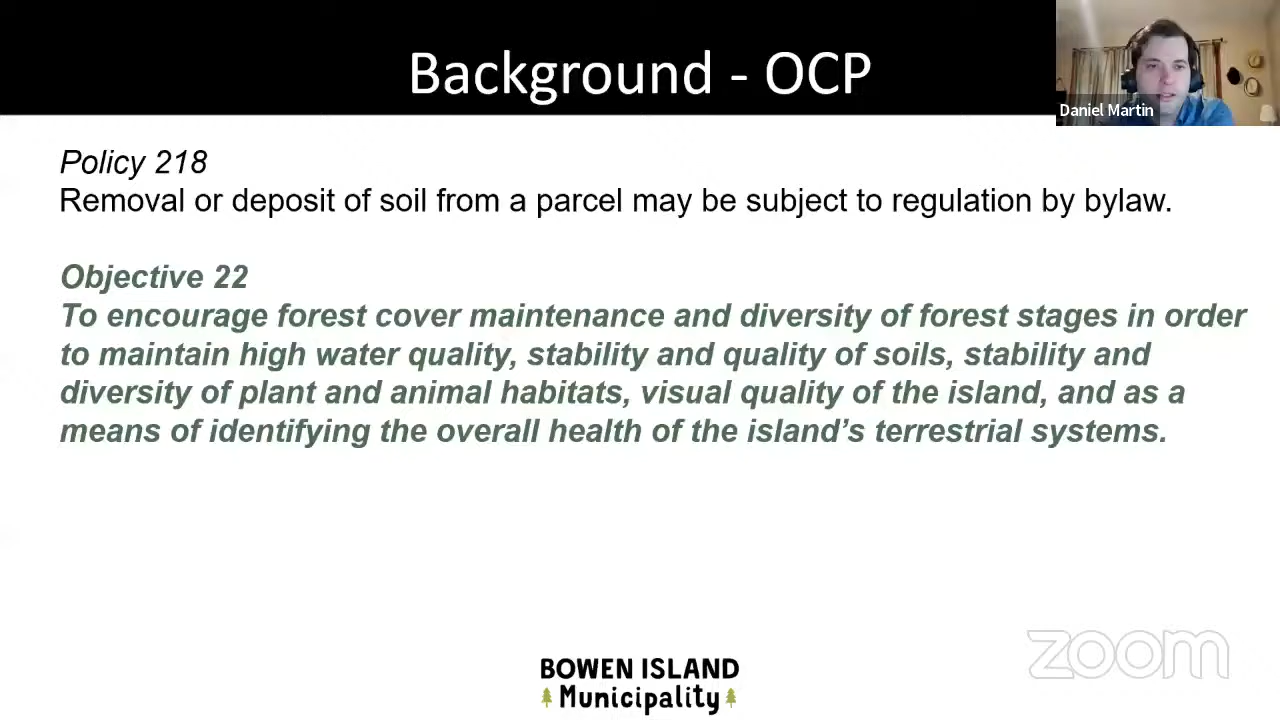 Background - OCP
Daniel Martin
Policy 218
Removal or deposit of soil from a parcel may be subject to regulation by bylaw.
Objective 22
To encourage forest cover maintenance and diversity of forest stages in order
to maintain high water quality, stability and quality of soils, stability and
diversity of plant and animal habitats, visual quality of the island, and as a
means of identifying the overall health of the island's terrestrial systems.
zoom
BOWEN ISLAND
Municipality